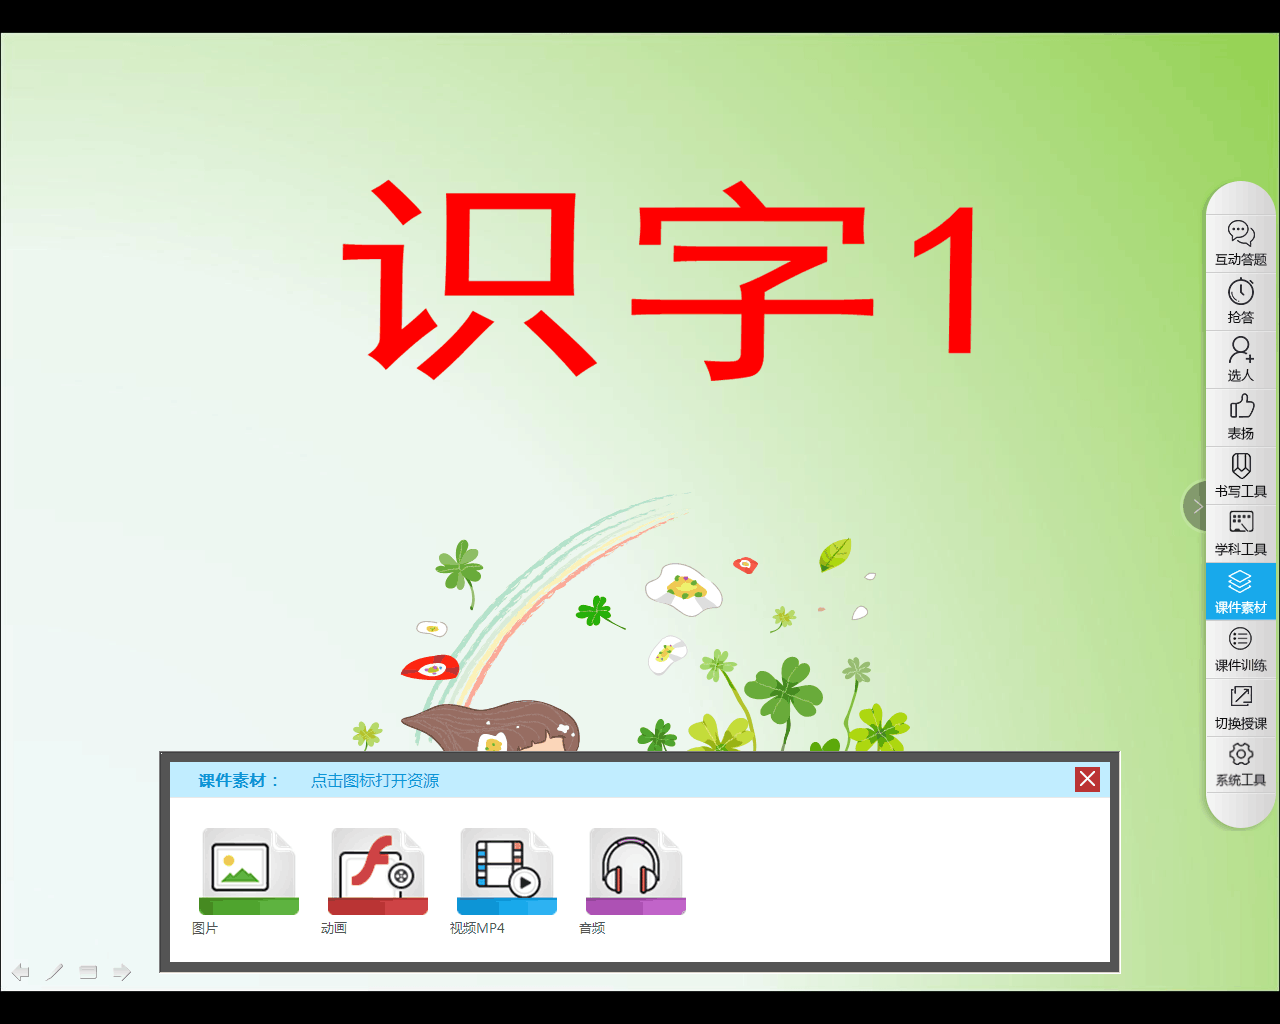 识字1
互动答题
抢答
选人
表扬
书写工具
学科工具
课件素材
课件训练
切换授课
系统工具
课件素材： 点击图标打开资源
图片 动画 视频MP4 音频